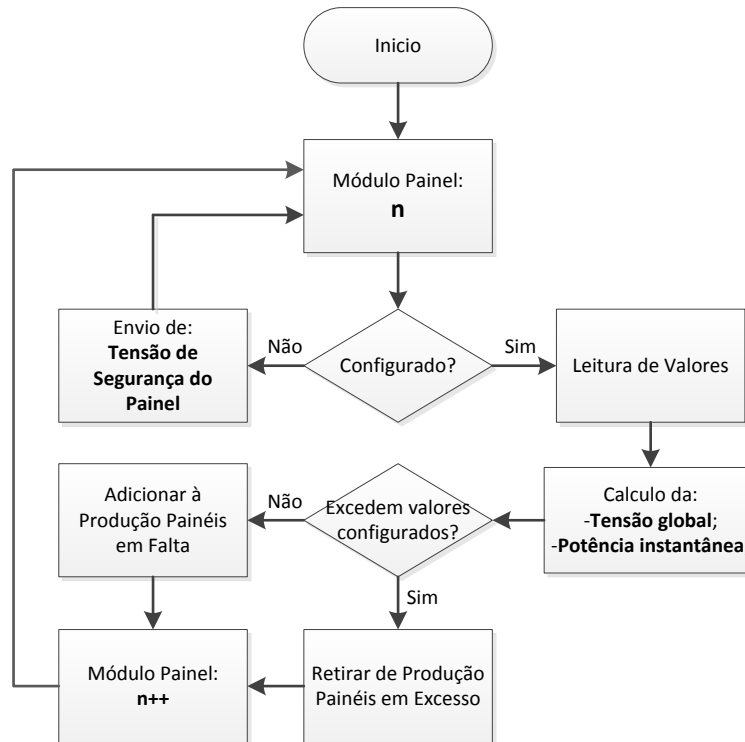 Inicio
Módulo Painel:
n
Configurado?
Não
Sim
Envio de:
Tensão de
Segurança do
Painel
Leitura de Valores
Calculo da:
-Tensão global;
-Potência instantânea
Excedem valores
configurados?
Não
Sim
Adicionar à
Produção Painéis
em Falta
Retirar de Produção
Painéis em Excesso
Módulo Painel:
n++